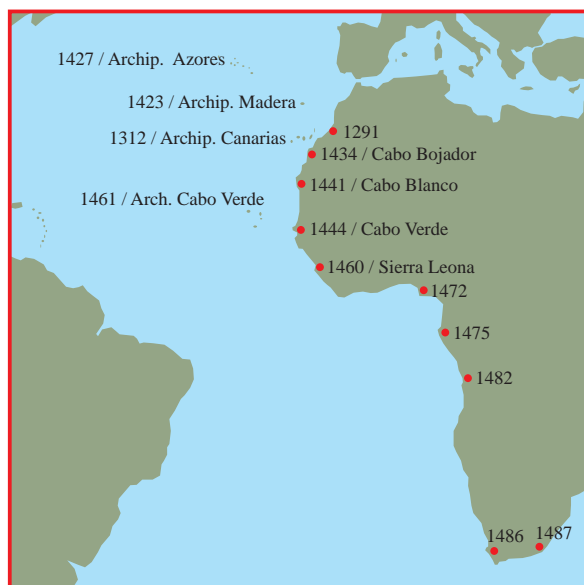 1427 / Archip. Azores
1423 / Archip. Madera
1312 / Archip. Canarias
1291
1434 / Cabo Bojador
1441 / Cabo Blanco
1461 / Arch. Cabo Verde
1444 / Cabo Verde
1460 / Sierra Leona
1472
1475
1482
1486
1487